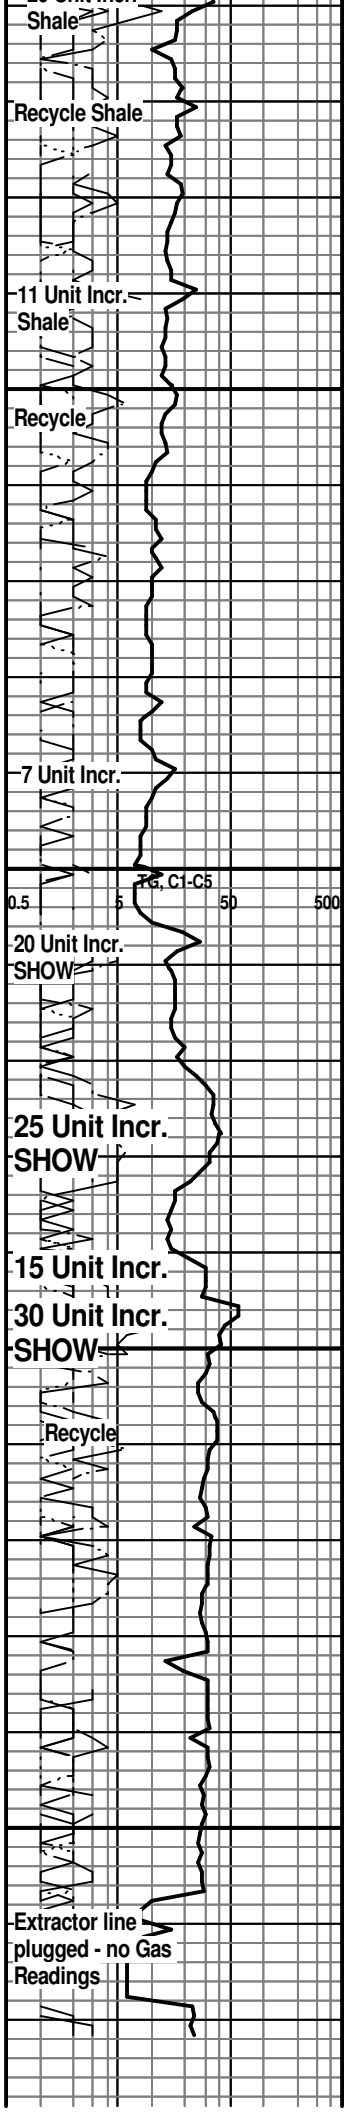 Shale
Recycle Shale
11 Unit Incr.
Shale
Recycle
7 Unit Incr.
TG, C1-C5
0.5 5 50 500
20 Unit Incr.
SHOW
25 Unit Incr.
SHOW
15 Unit Incr.
30 Unit Incr.
SHOW
Recycle
Extractor line
plugged - no Gas
Readings